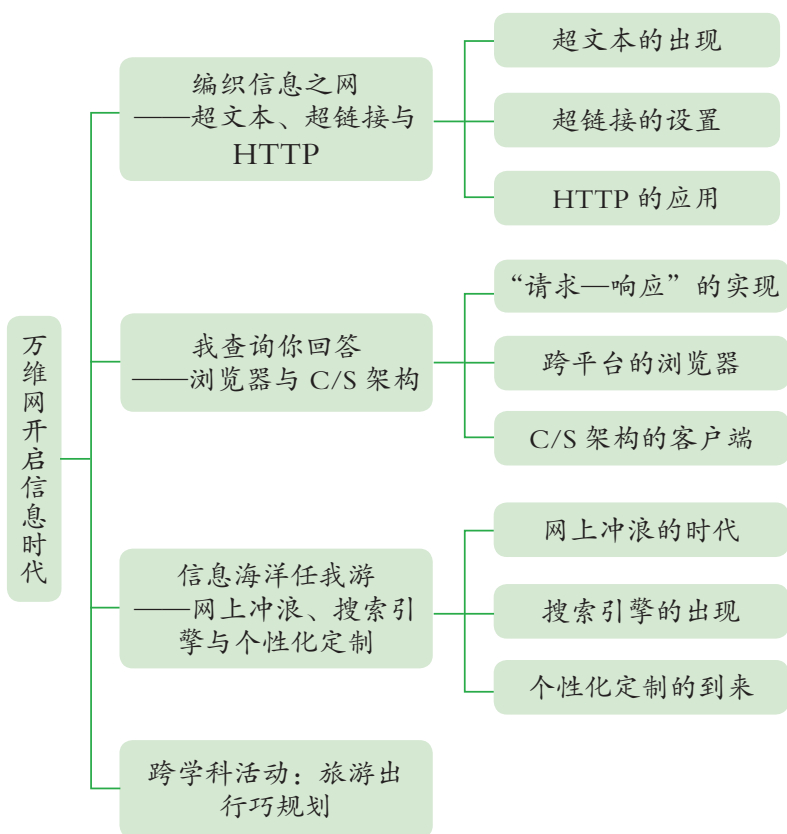 万维网开启信息时代
编织信息之网
——超文本、超链接与
HTTP
超文本的出现
超链接的设置
HTTP 的应用
我查询你回答
——浏览器与 C/S 架构
“请求—响应”的实现
跨平台的浏览器
C/S 架构的客户端
信息海洋任我游
——网上冲浪、搜索引
擎与个性化定制
网上冲浪的时代
搜索引擎的出现
个性化定制的到来
跨学科活动：旅游出
行巧规划